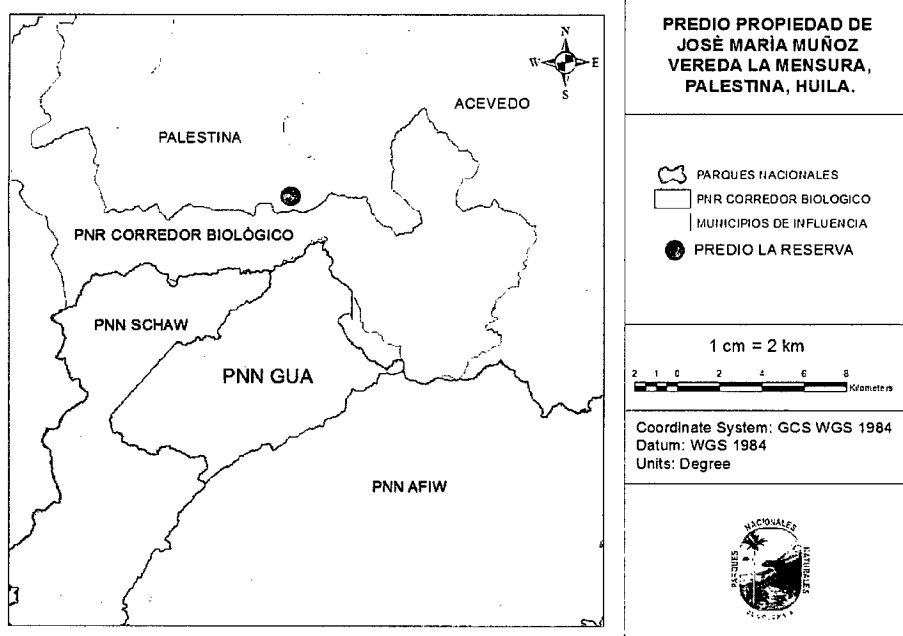 N
W E
S
ACEVEDO
PALESTINA
PNR CORREDOR BIOLÒGICO
PNN SCHAW
PNN GUA
PNN AFIW
PREDIO PROPIEDAD DE
JOSÈ MARÌA MUÑOZ
VEREDA LA MENSURA,
PALESTINA, HUILA.
PARQUES NACIONALES
PNR CORREDOR BIOLOGICO
MUNICIPIOS DE INFLUENCIA
PREDIO LA RESERVA
1 cm = 2 km
2 1 0 2 4 6 8
Kilometers
Coordinate System: GCS WGS 1984
Datum: WGS 1984
Units: Degree
PARQUES NACIONALES NATURALES